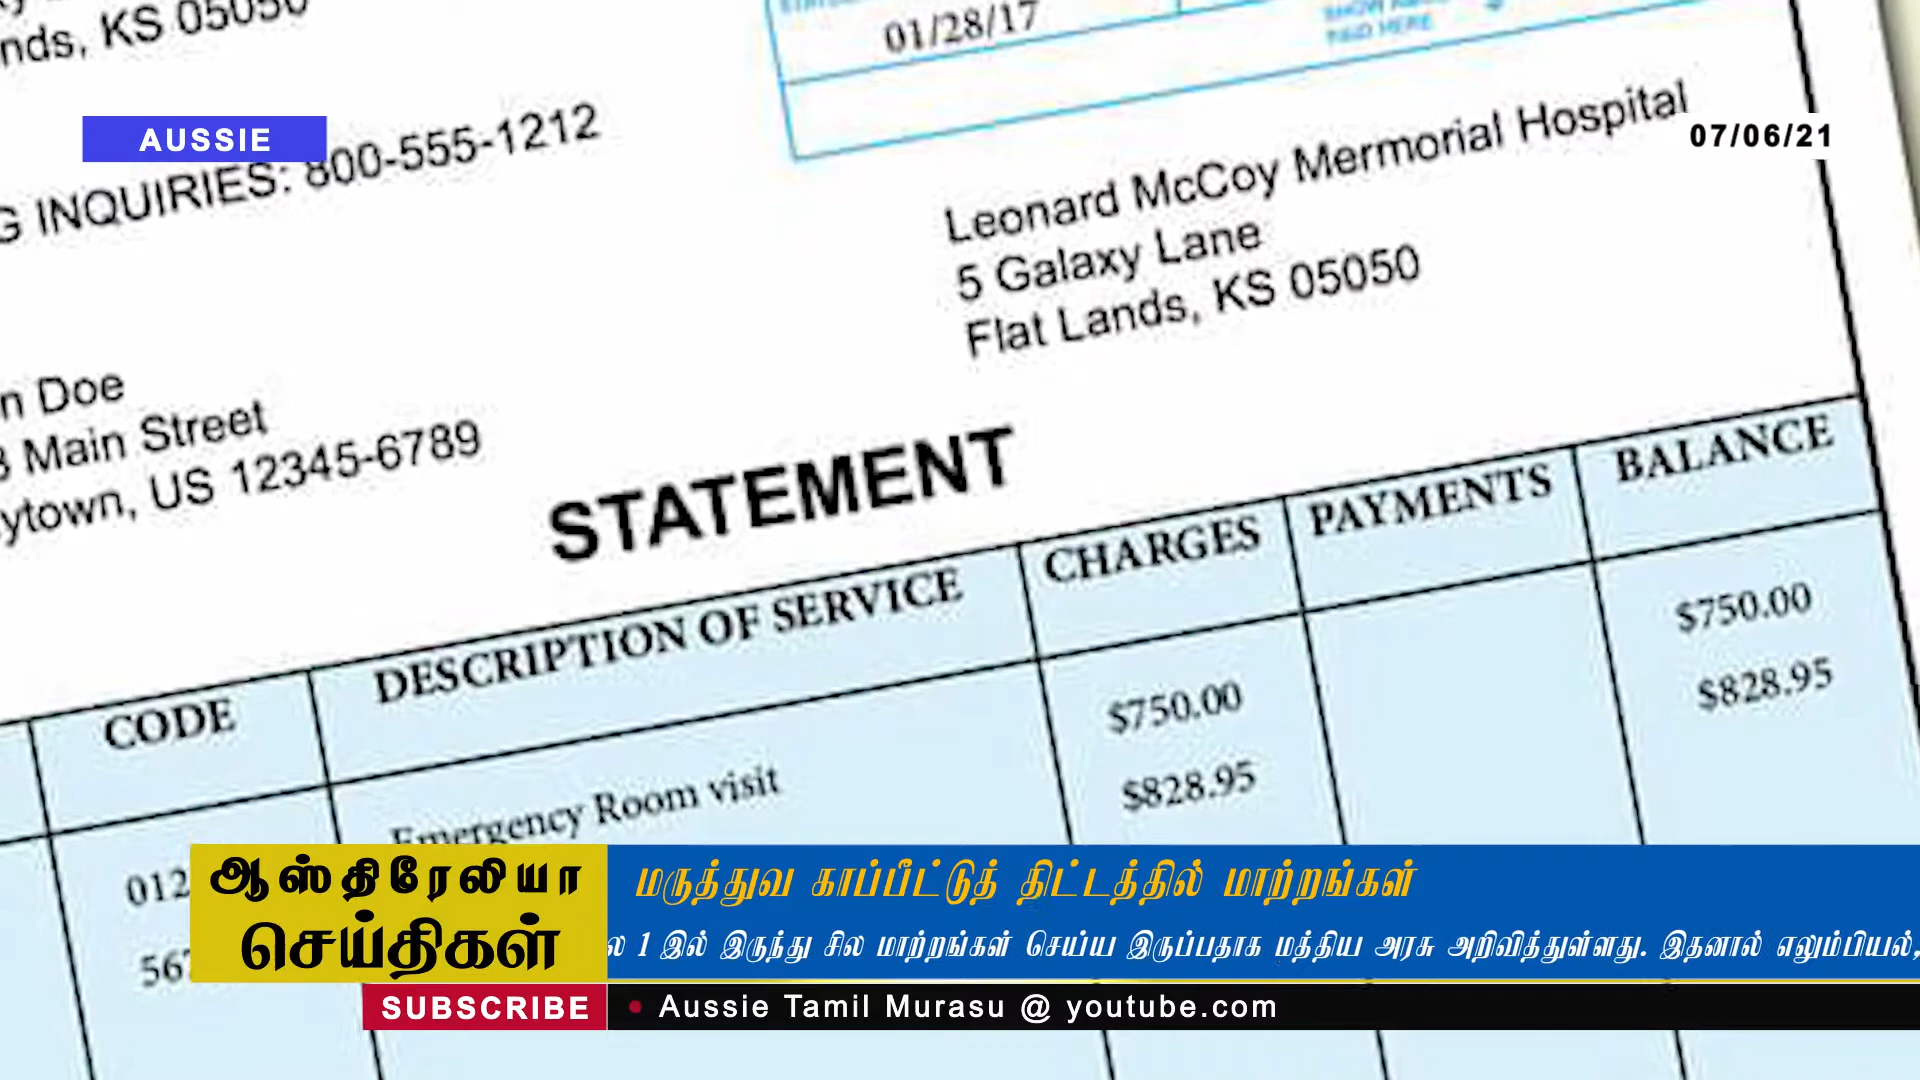 nds, KS 05050
01/28/17
SHOW AMOUNT
PAID HERE
$
AUSSIE
07/06/21
G INQUIRIES: 800-555-1212
Leonard McCoy Mermorial Hospital
5 Galaxy Lane
Flat Lands, KS 05050
n Doe
3 Main Street
ytown, US 12345-6789
STATEMENT
CODE DESCRIPTION OF SERVICE CHARGES PAYMENTS BALANCE
Emergency Room visit $750.00 $750.00
$828.95 $828.95
012
567
ஆஸ்திரேலியா
செய்திகள்
மருத்துவ காப்பீட்டுத் திட்டத்தில் மாற்றங்கள்
ல 1 இல் இருந்து சில மாற்றங்கள் செய்ய இருப்பதாக மத்திய அரசு அறிவித்துள்ளது. இதனால் எலும்பியல்,
SUBSCRIBE • Aussie Tamil Murasu @ youtube.com